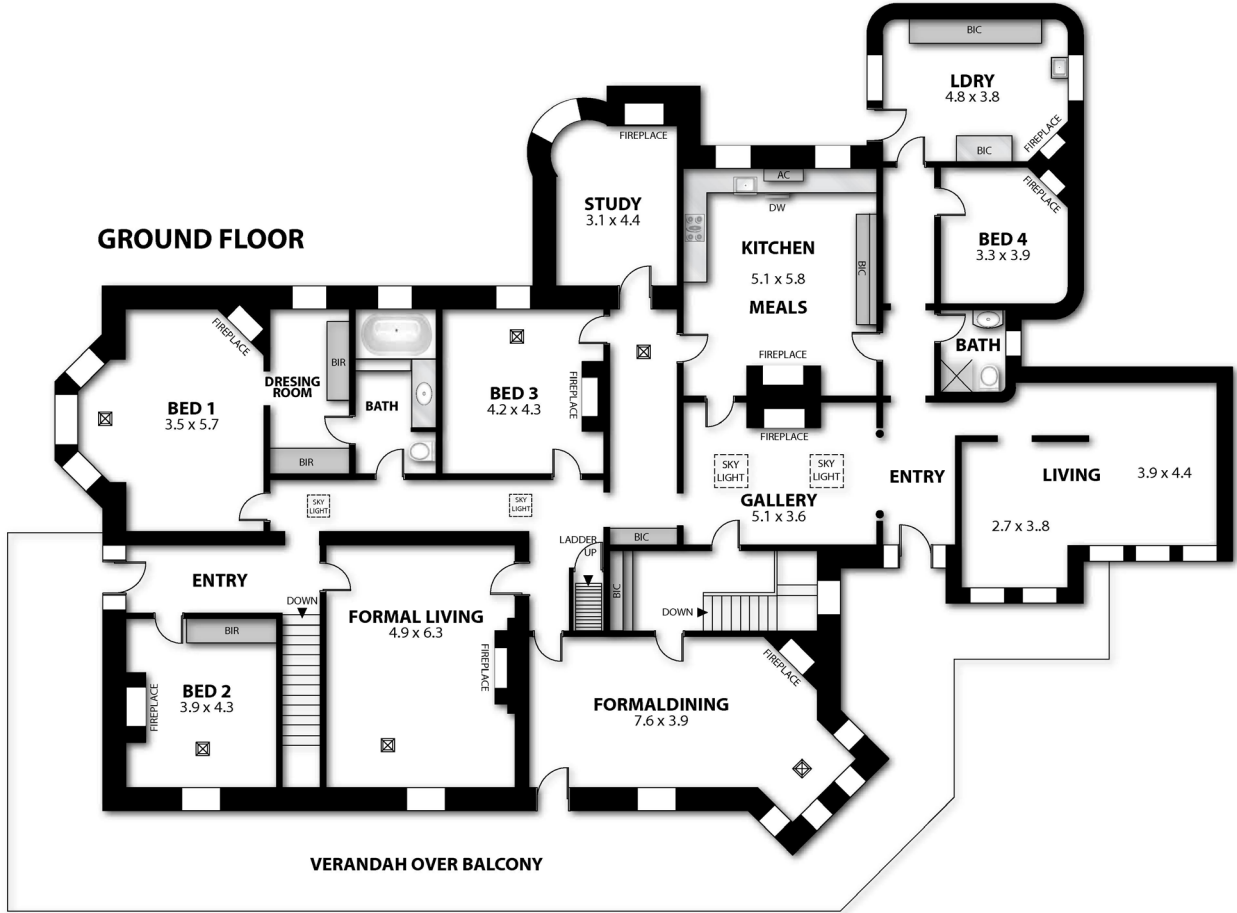 BIC
LDRY
4.8 x 3.8
FIREPLACE
BIC
FIREPLACE
STUDY
3.1 x 4.4
AC
DW
FIREPLACE
BED 4
3.3 x 3.9
GROUND FLOOR
KITCHEN
5.1 x 5.8
MEALS
BIC
FIREPLACE
BATH
FIREPLACE
BIR
DRESING
ROOM
BED 1
3.5 x 5.7
BATH
BED 3
4.2 x 4.3
FIREPLACE
FIREPLACE
BIR
SKY
LIGHT
SKY
LIGHT
ENTRY
LIVING
3.9 x 4.4
SKY
LIGHT
SKY
LIGHT
GALLERY
5.1 x 3.6
2.7 x 3..8
BIC
LADDER
UP
ENTRY
DOWN
BIC
DOWN
FORMAL LIVING
4.9 x 6.3
BIR
FIREPLACE
FIREPLACE
BED 2
3.9 x 4.3
FIREPLACE
FORMALDINING
7.6 x 3.9
VERANDAH OVER BALCONY